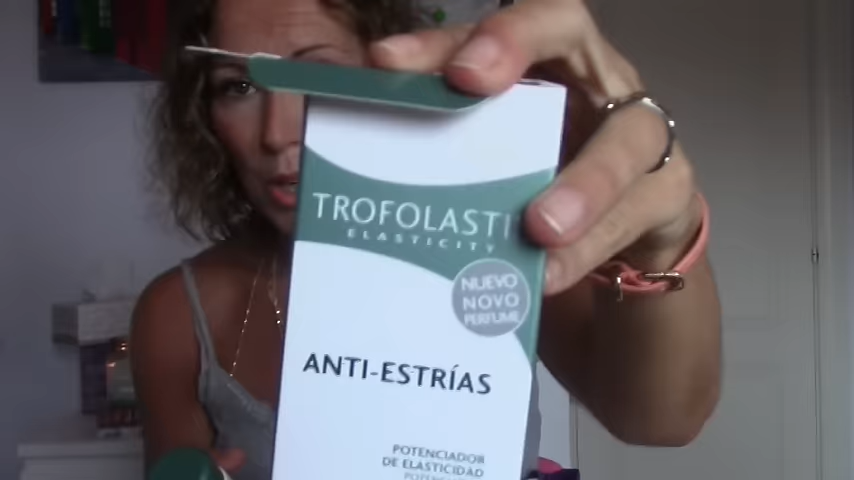 TROFOLASTI
ELASTICITY
NUEVO
NOVO
PERFUME
ANTI-ESTRÍAS
POTENCIADOR
DE ELASTICIDAD